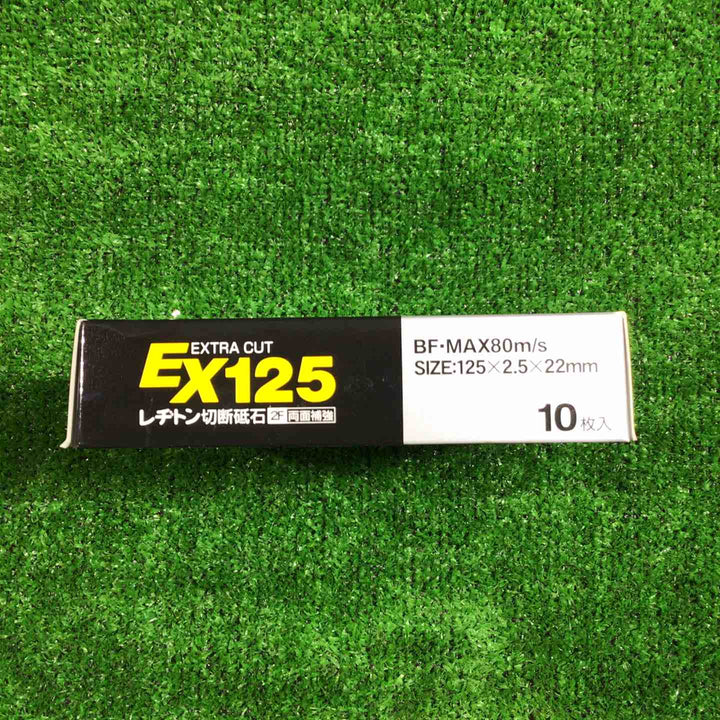 EXTRA CUT
EX125
レヂトン切断砥石 2F 両面補強
BF・MAX80m/s
SIZE:125×2.5×22mm
10枚入